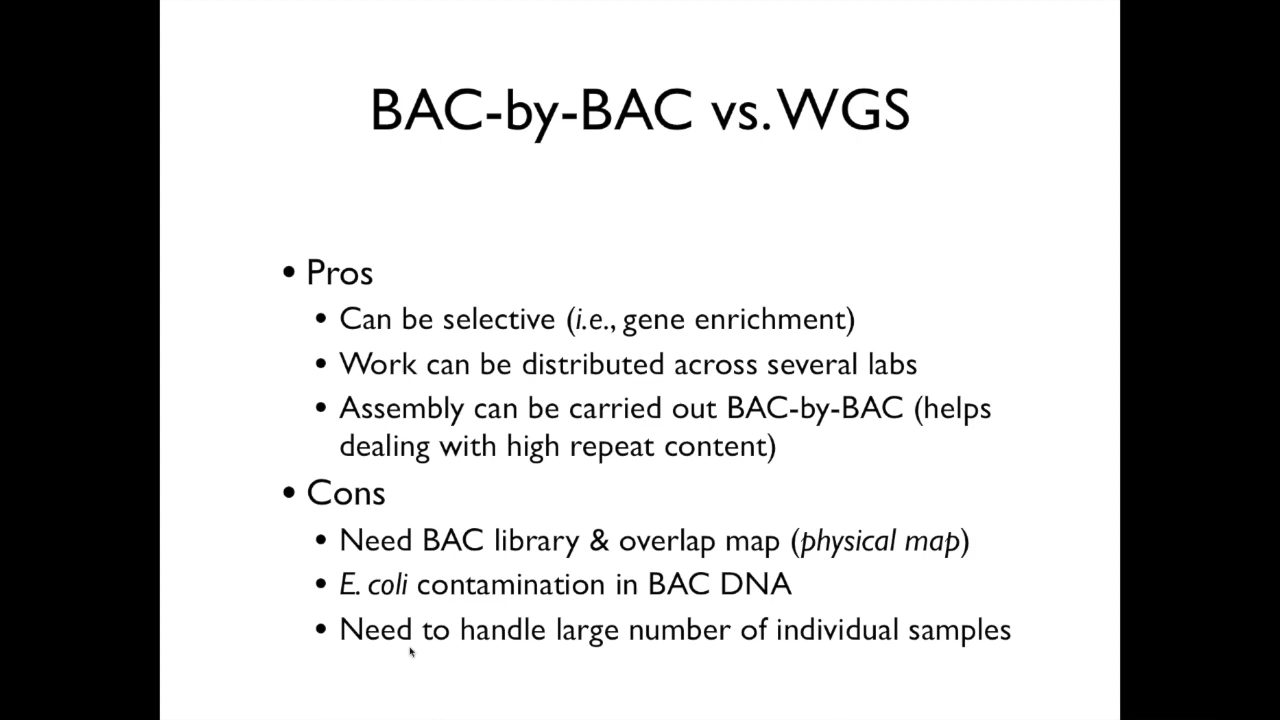 BAC-by-BAC vs. WGS
• Pros
• Can be selective (i.e., gene enrichment)
• Work can be distributed across several labs
• Assembly can be carried out BAC-by-BAC (helps
dealing with high repeat content)
• Cons
• Need BAC library & overlap map (physical map)
• E. coli contamination in BAC DNA
• Need to handle large number of individual samples